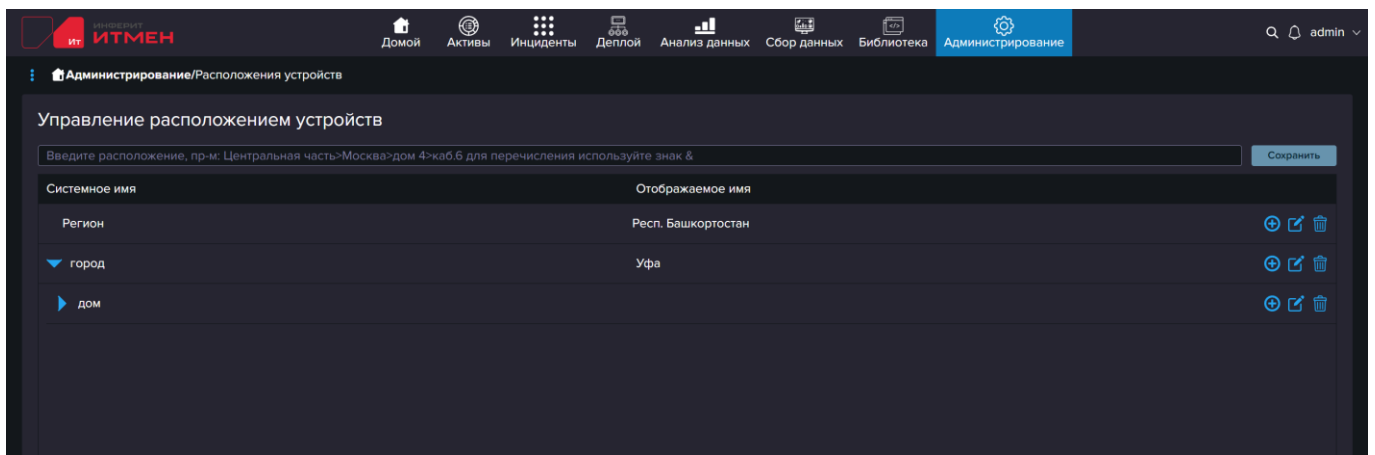 ИНФЕРИТ
ИТ ИТМЕН
Домой Активы Инциденты Деплой Анализ данных Сбор данных Библиотека Администрирование admin
Администрирование/Расположения устройств
Управление расположением устройств
Введите расположение, пр-м: Центральная часть>Москва>дом 4>каб.6 для перечисления используйте знак & Сохранить
Системное имя Отображаемое имя
Регион Респ. Башкортостан
город Уфа
дом